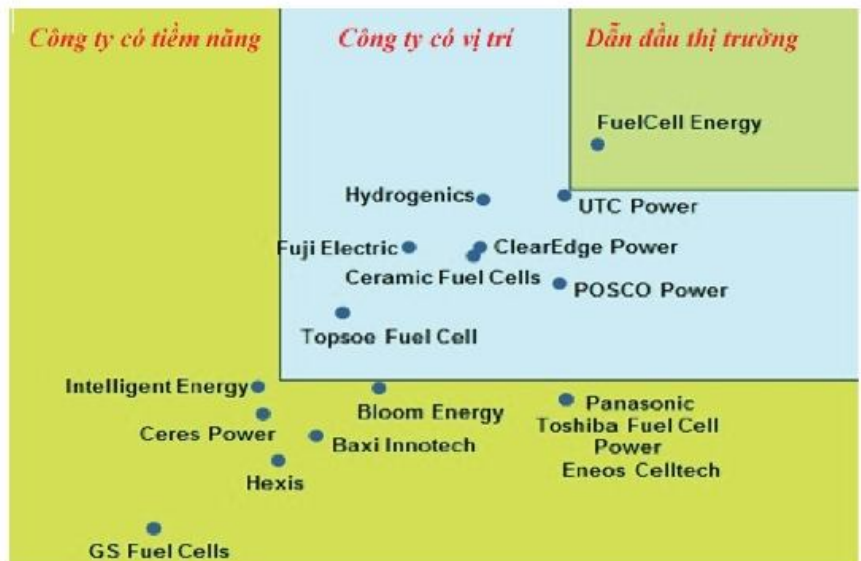 Công ty có tiềm năng
Công ty có vị trí
Dẫn đầu thị trường
FuelCell Energy
Hydrogenics
UTC Power
Fuji Electric
ClearEdge Power
Ceramic Fuel Cells
POSCO Power
Topsoe Fuel Cell
Intelligent Energy
Bloom Energy
Panasonic
Toshiba Fuel Cell
Power
Eneos Celltech
Ceres Power
Baxi Innotech
Hexis
GS Fuel Cells